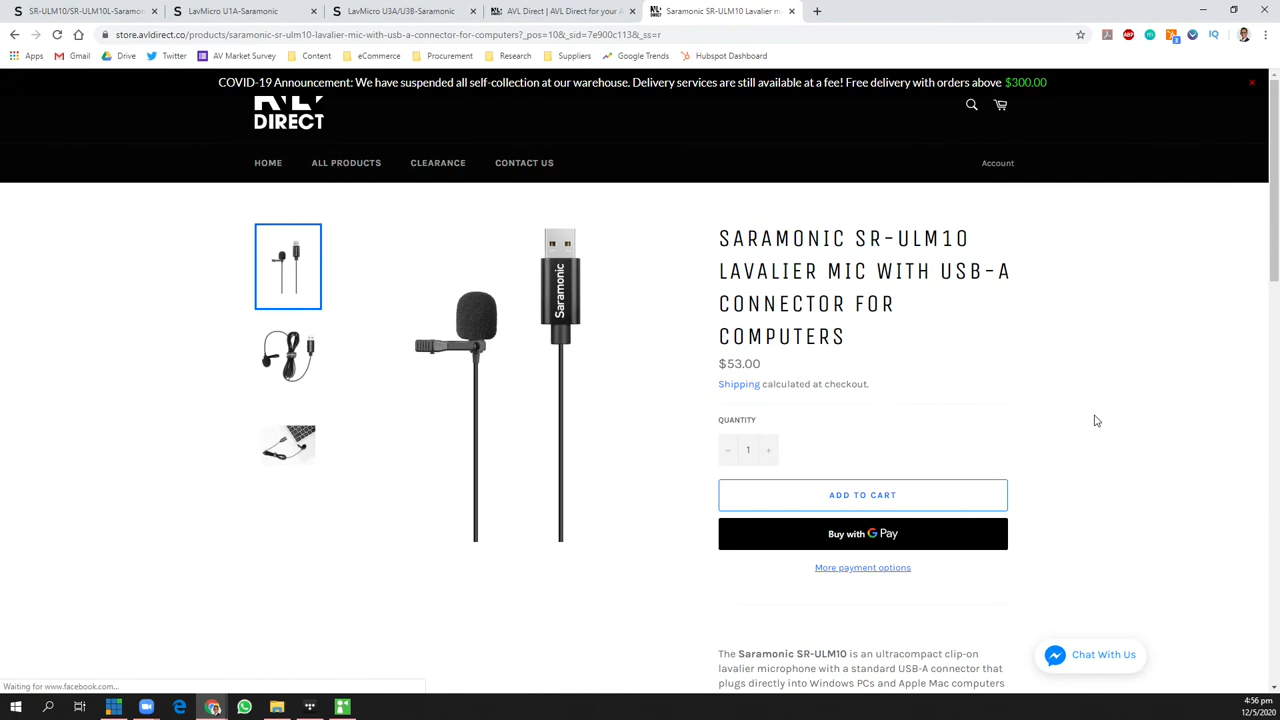 SR-ULM10/SR-ULM10L-Saramon
LavMicro U1A-Saramonic
LavMicro U3A/U3B-Saramonic
AVL Direct | AVL Direct for your A
Saramonic SR-ULM10 Lavalier m
store.avldirect.co/products/saramonic-sr-ulm10-lavalier-mic-with-usb-a-connector-for-computers?_pos=10&_sid=7e900c113&_ss=r
Apps Gmail Drive Twitter AV Market Survey Content eCommerce Procurement Research Suppliers Google Trends Hubspot Dashboard
COVID-19 Announcement: We have suspended all self-collection at our warehouse. Delivery services are still available at a fee! Free delivery with orders above $300.00
DIRECT
HOME ALL PRODUCTS CLEARANCE CONTACT US Account
SARAMONIC SR-ULM10
LAVALIER MIC WITH USB-A
CONNECTOR FOR
COMPUTERS
$53.00
Shipping calculated at checkout.
QUANTITY
− 1 +
ADD TO CART
Buy with G Pay
More payment options
Saramonic
The Saramonic SR-ULM10 is an ultracompact clip-on
lavalier microphone with a standard USB-A connector that
plugs directly into Windows PCs and Apple Mac computers
Chat With Us
Waiting for www.facebook.com...
4:56 pm
12/5/2020